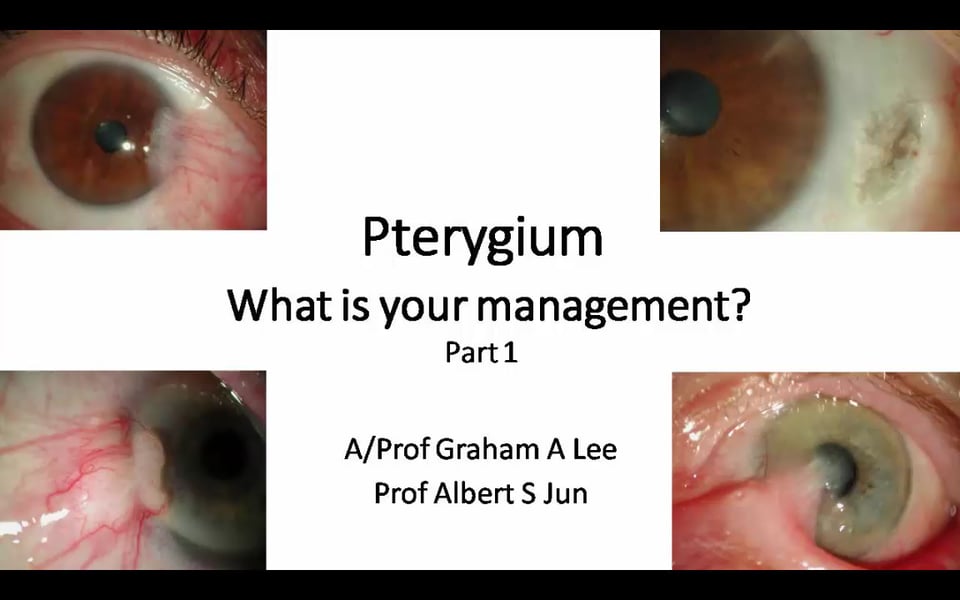 Pterygium
What is your management?
Part 1
A/Prof Graham A Lee
Prof Albert S Jun